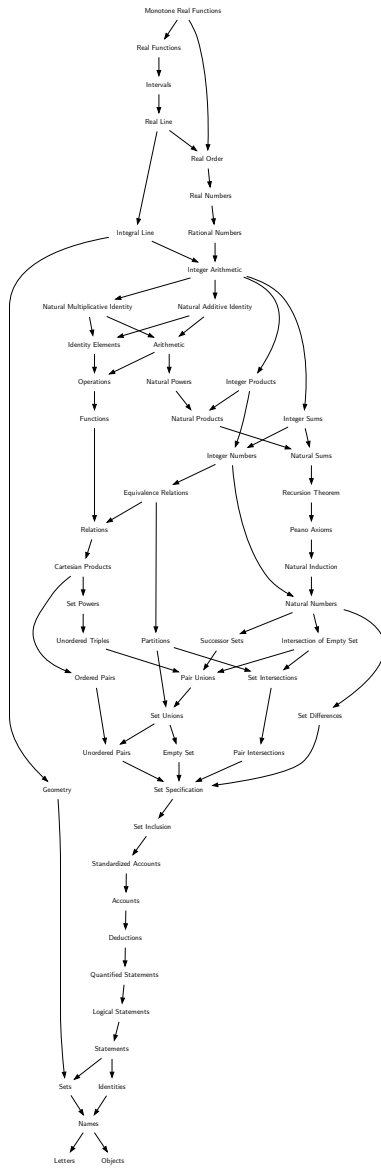 Monotone Real Functions
Real Functions
Intervals
Real Line
Real Order
Real Numbers
Integral Line
Rational Numbers
Integer Arithmetic
Natural Multiplicative Identity
Natural Additive Identity
Identity Elements
Arithmetic
Operations
Natural Powers
Integer Products
Functions
Natural Products
Integer Sums
Integer Numbers
Natural Sums
Equivalence Relations
Recursion Theorem
Relations
Peano Axioms
Cartesian Products
Natural Induction
Set Powers
Natural Numbers
Unordered Triples
Partitions
Successor Sets
Intersection of Empty Set
Ordered Pairs
Pair Unions
Set Intersections
Set Unions
Set Differences
Unordered Pairs
Empty Set
Pair Intersections
Geometry
Set Specification
Set Inclusion
Standardized Accounts
Accounts
Deductions
Quantified Statements
Logical Statements
Statements
Sets
Identities
Names
Letters
Objects